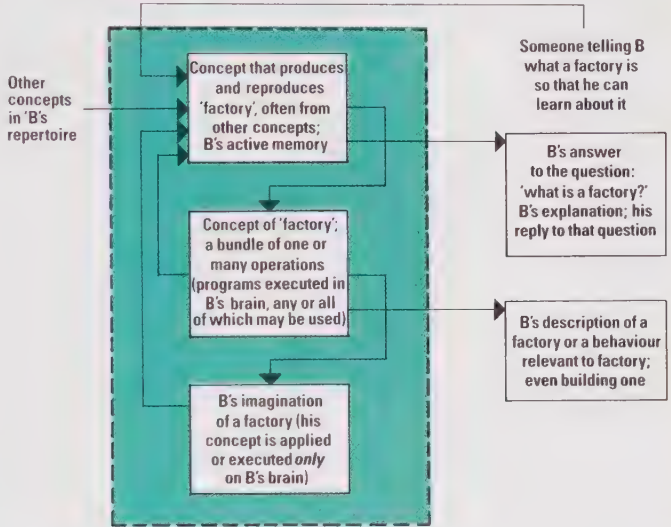 Other
concepts
in 'B's
repertoire
Concept that produces
and reproduces
'factory', often from
other concepts;
B's active memory
Concept of 'factory';
a bundle of one or
many operations
(programs executed in
B's brain, any or all
of which may be used)
B's imagination
of a factory (his
concept is applied
or executed only
on B's brain)
Someone telling B
what a factory is
so that he can
learn about it
B's answer
to the question:
'what is a factory?'
B's explanation; his
reply to that question
B's description of a
factory or a behaviour
relevant to factory;
even building one